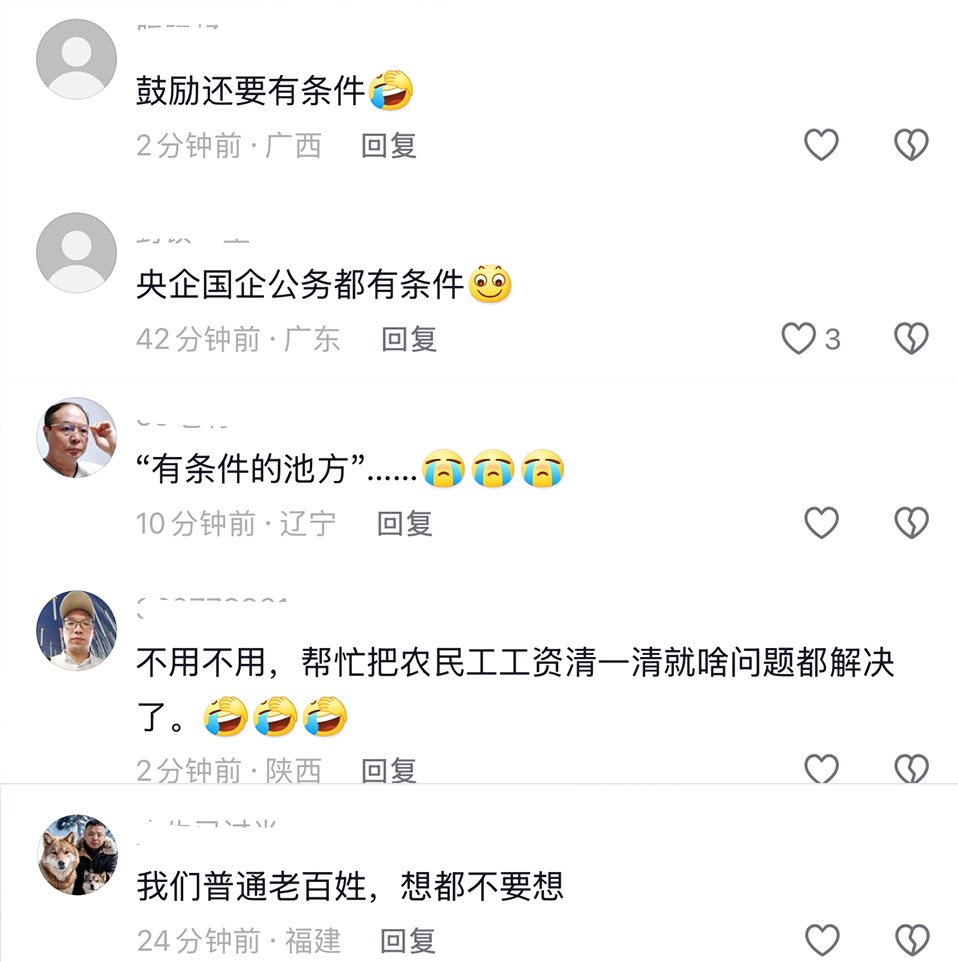 鼓励还要有条件
2分钟前·广西 回复
央企国企公务都有条件
42分钟前·广东 回复
3
“有条件的池方”……
10分钟前·辽宁 回复
不用不用，帮忙把农民工工资清一清就啥问题都解决
了。
2分钟前·陕西 回复
我们普通老百姓，想都不要想
24分钟前·福建 回复